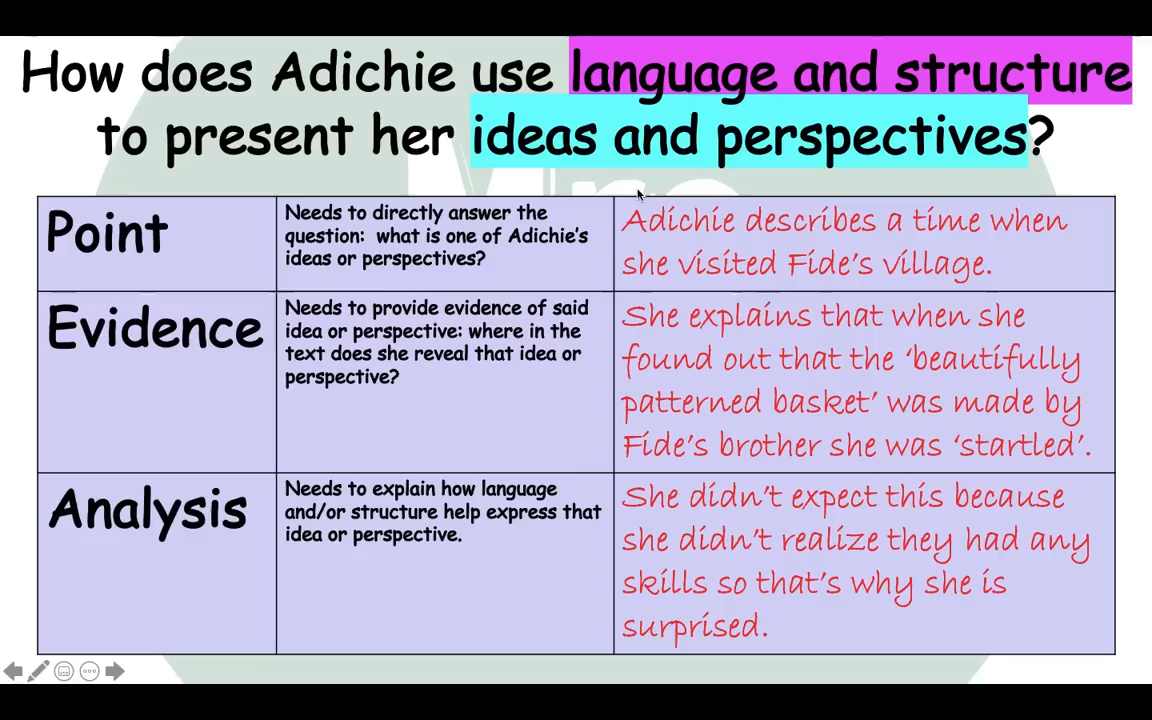 How does Adichie use language and structure
to present her ideas and perspectives?
Point
Needs to directly answer the
question: what is one of Adichie's
ideas or perspectives?
Adichie describes a time when
she visited Fide's village.
Evidence
Needs to provide evidence of said
idea or perspective: where in the
text does she reveal that idea or
perspective?
She explains that when she
found out that the 'beautifully
patterned basket' was made by
Fide's brother she was 'startled'.
Analysis
Needs to explain how language
and/or structure help express that
idea or perspective.
She didn't expect this because
she didn't realize they had any
skills so that's why she is
surprised.